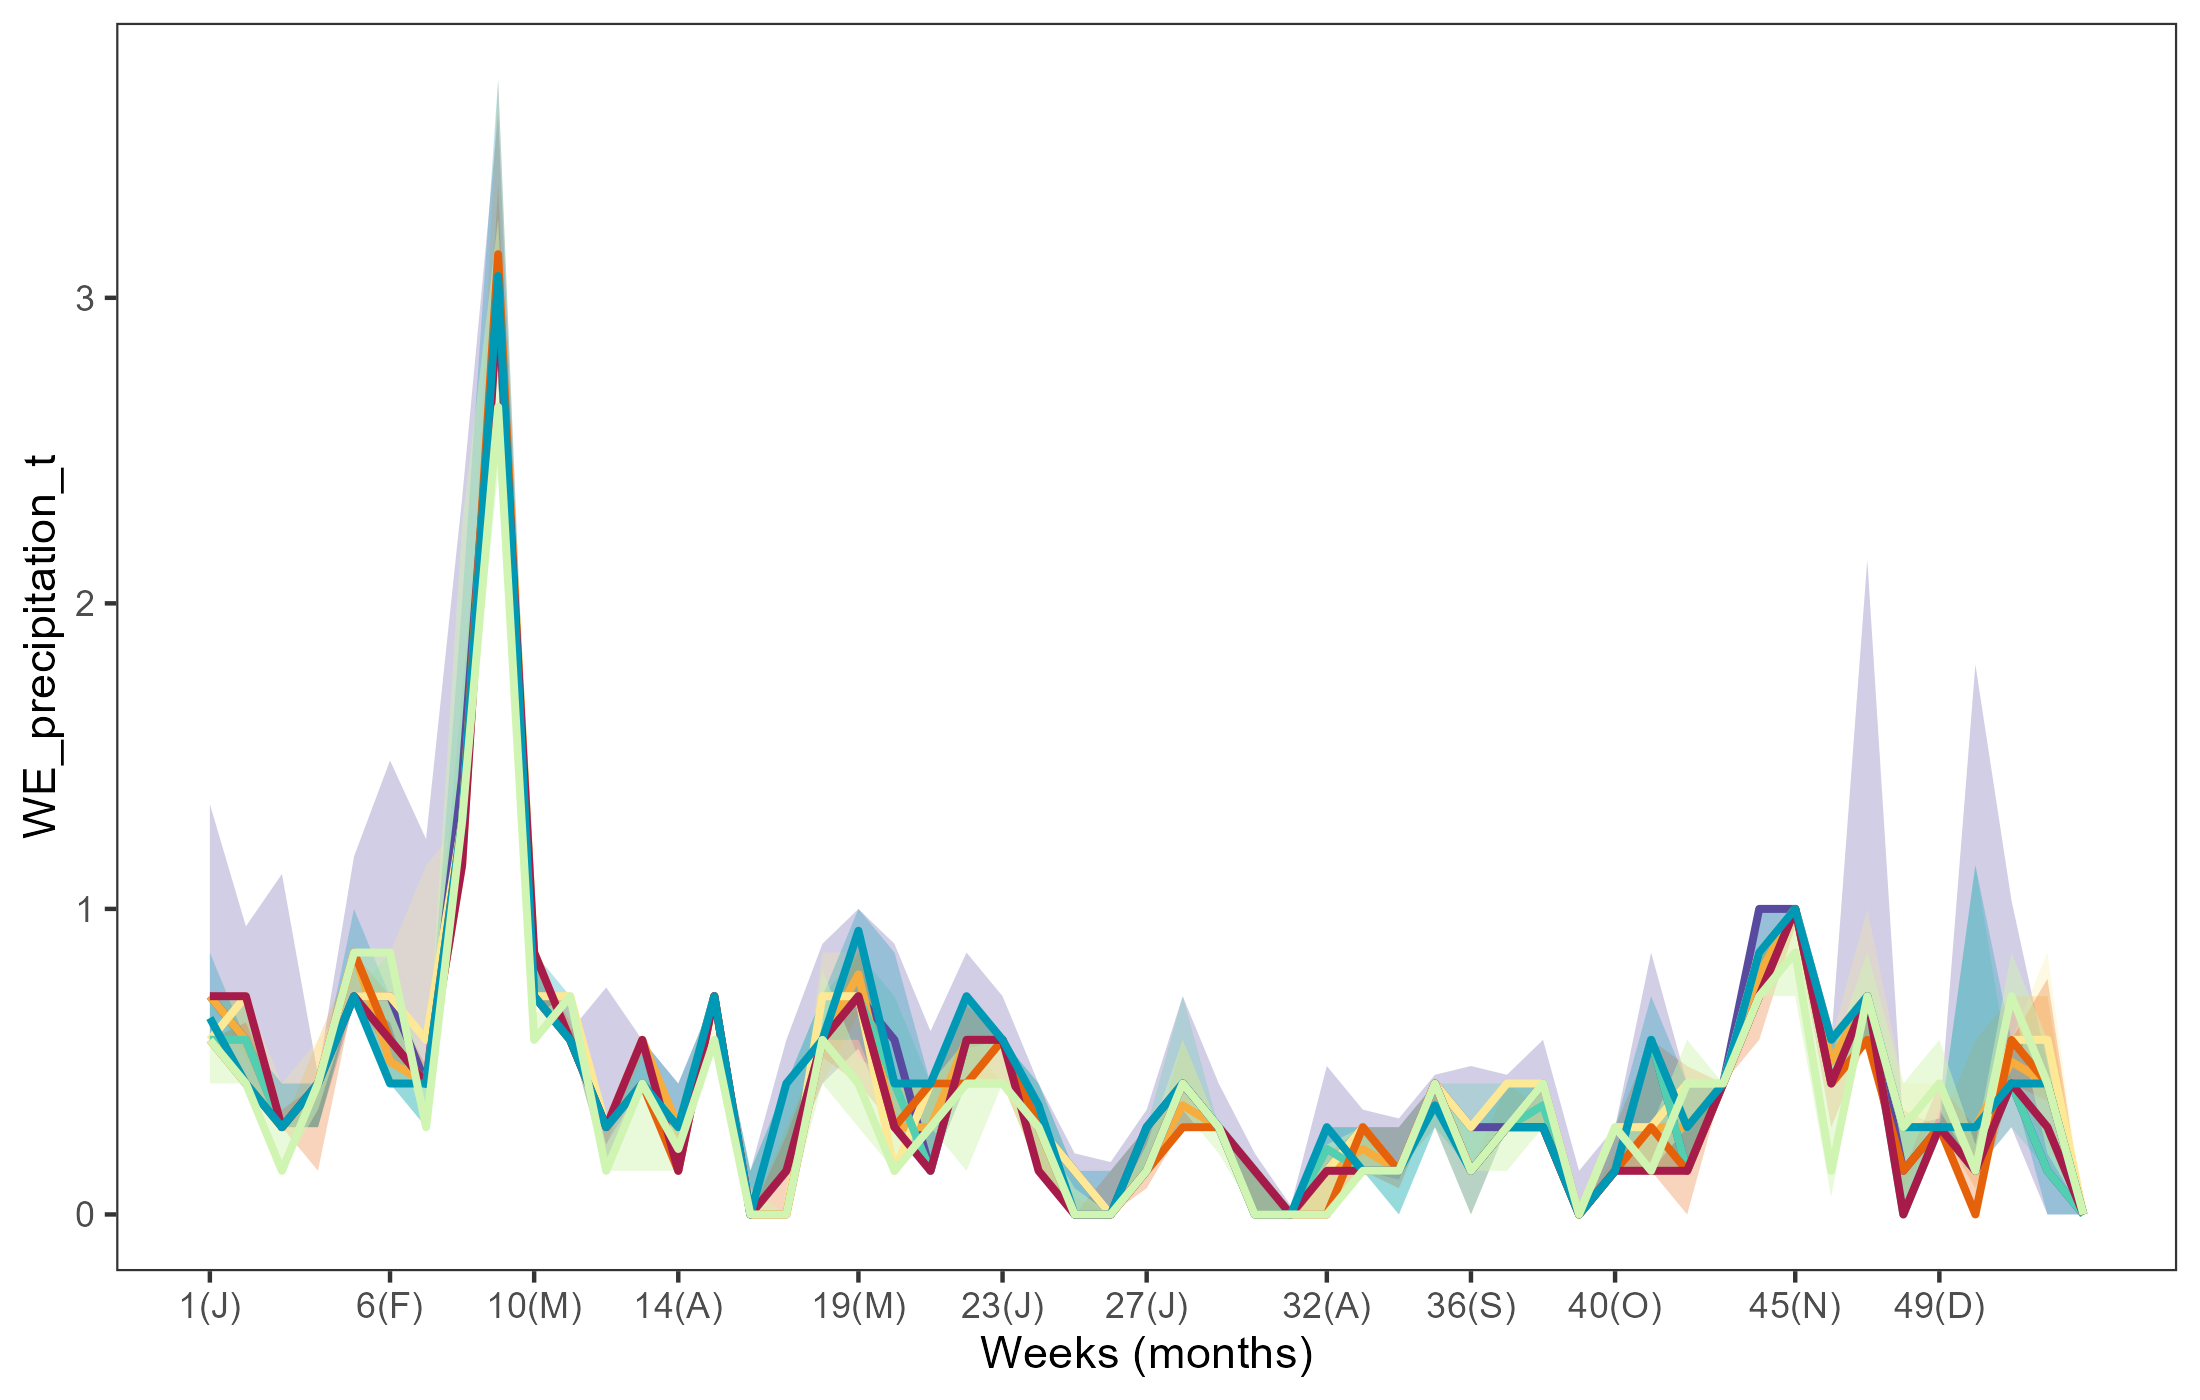 WE_precipitation_t
3
2
1
0
1(J) 6(F) 10(M) 14(A) 19(M) 23(J) 27(J) 32(A) 36(S) 40(O) 45(N) 49(D)
Weeks (months)